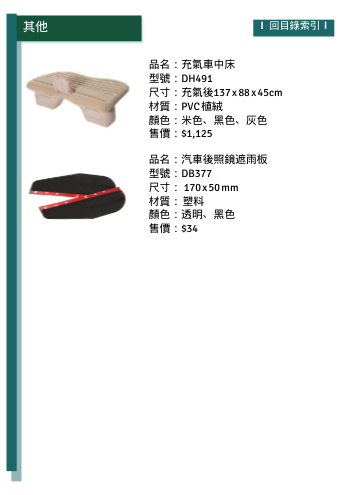 其他
回目錄索引
品名：充氣車中床
型號：DH491
尺寸：充氣後137x88x45cm
材質：PVC植絨
顏色：米色、黑色、灰色
售價：$1,125
品名：汽車後照鏡遮雨板
型號：DB377
尺寸： 170x50mm
材質： 塑料
顏色：透明、黑色
售價：$34